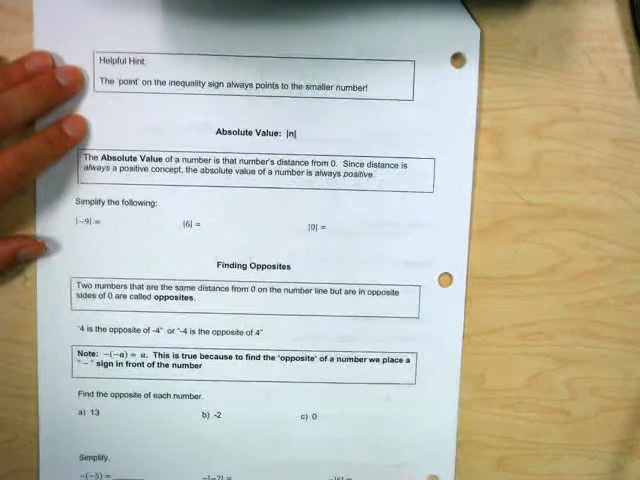 Helpful Hint:
The 'point' on the inequality sign always points to the smaller number!
Absolute Value: |n|
The Absolute Value of a number is that number's distance from 0. Since distance is
always a positive concept, the absolute value of a number is always positive.
Simplify the following:
|−9| = |6| = |0| =
Finding Opposites
Two numbers that are the same distance from 0 on the number line but are in opposite
sides of 0 are called opposites.
"4 is the opposite of -4" or "-4 is the opposite of 4"
Note: −(−a) = a. This is true because to find the 'opposite' of a number we place a
" − " sign in front of the number
Find the opposite of each number.
a) 13 b) -2 c) 0
Simplify.
−(−5) =